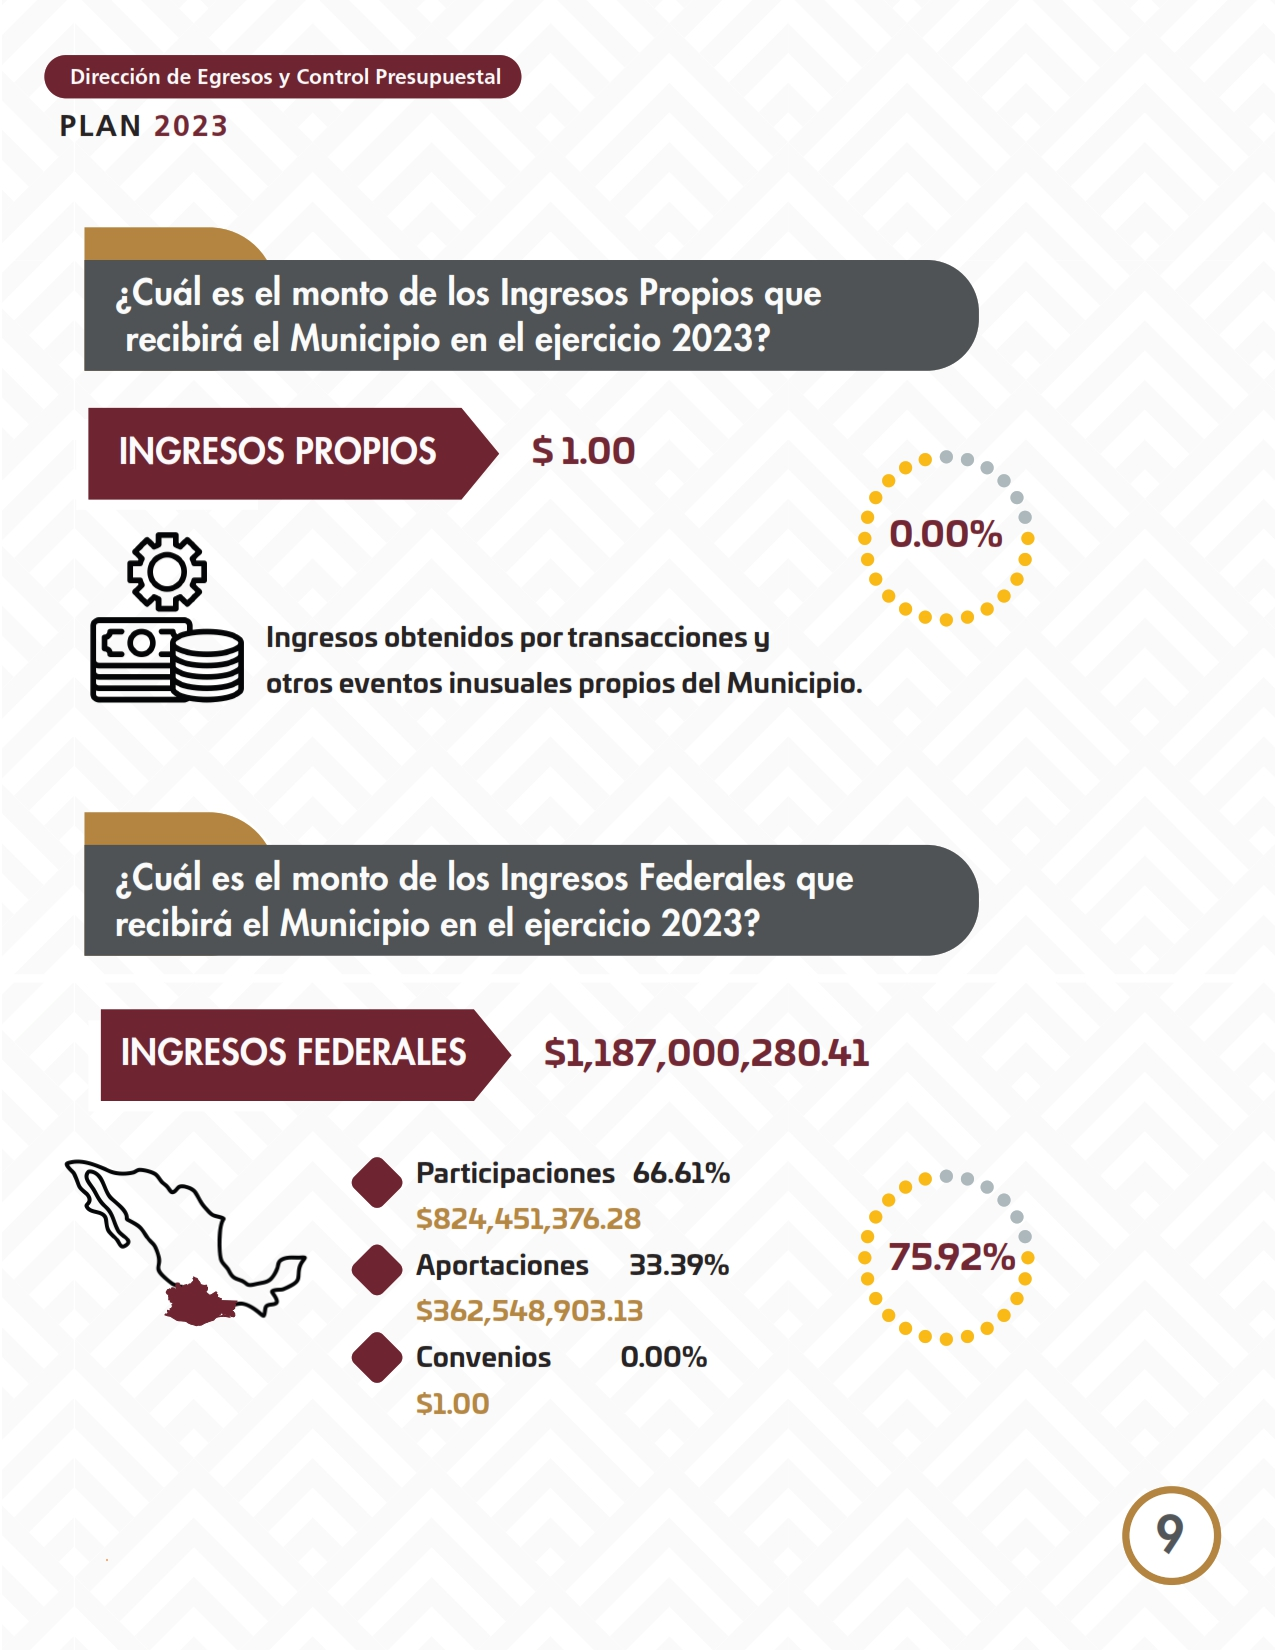 Dirección de Egresos y Control Presupuestal
PLAN 2023
¿Cuál es el monto de los Ingresos Propios que
recibirá el Municipio en el ejercicio 2023?
INGRESOS PROPIOS $ 1.00
0.00%
Ingresos obtenidos por transacciones y
otros eventos inusuales propios del Municipio.
¿Cuál es el monto de los Ingresos Federales que
recibirá el Municipio en el ejercicio 2023?
INGRESOS FEDERALES $1,187,000,280.41
Participaciones 66.61%
$824,451,376.28
Aportaciones 33.39%
$362,548,903.13
Convenios 0.00%
$1.00
75.92%
9